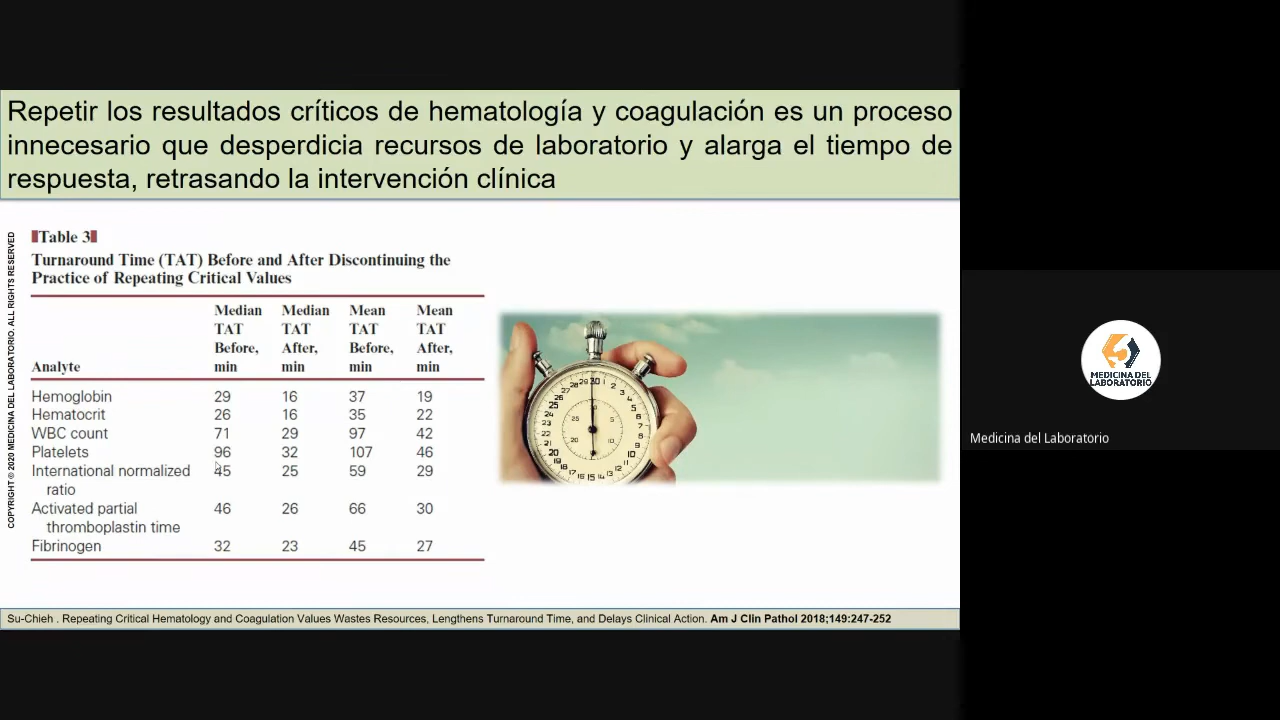 Repetir los resultados críticos de hematología y coagulación es un proceso
innecesario que desperdicia recursos de laboratorio y alarga el tiempo de
respuesta, retrasando la intervención clínica
COPYRIGHT © 2020 MEDICINA DEL LABORATORIO. ALL RIGHTS RESERVED
Table 3
Turnaround Time (TAT) Before and After Discontinuing the
Practice of Repeating Critical Values
Median Median Mean Mean
TAT TAT TAT TAT
Before, After, Before, After,
Analyte min min min min
Hemoglobin 29 16 37 19
Hematocrit 26 16 35 22
WBC count 71 29 97 42
Platelets 96 32 107 46
International normalized 45 25 59 29
ratio
Activated partial 46 26 66 30
thromboplastin time
Fibrinogen 32 23 45 27
Su-Chieh . Repeating Critical Hematology and Coagulation Values Wastes Resources, Lengthens Turnaround Time, and Delays Clinical Action. Am J Clin Pathol 2018;149:247-252
MEDICINA DEL
LABORATORIO
Medicina del Laboratorio